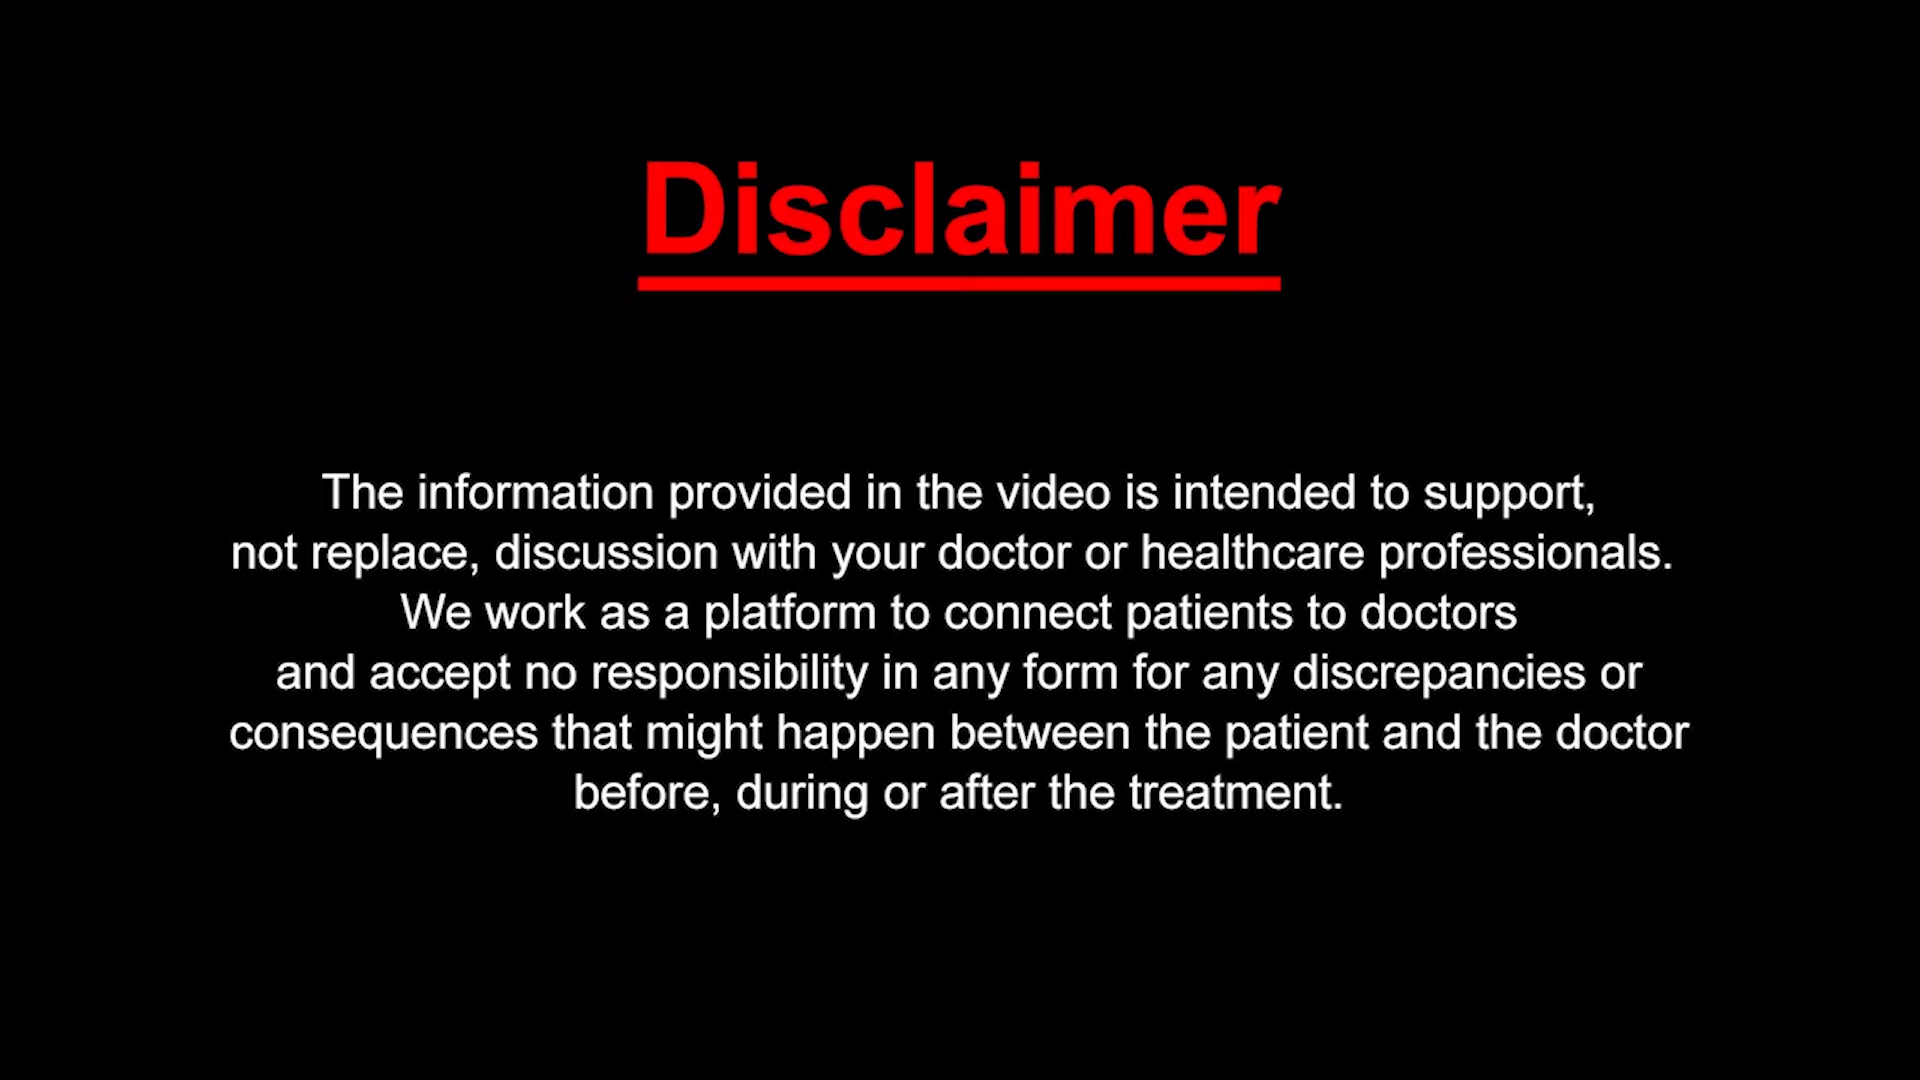 Disclaimer
The information provided in the video is intended to support,
not replace, discussion with your doctor or healthcare professionals.
We work as a platform to connect patients to doctors
and accept no responsibility in any form for any discrepancies or
consequences that might happen between the patient and the doctor
before, during or after the treatment.